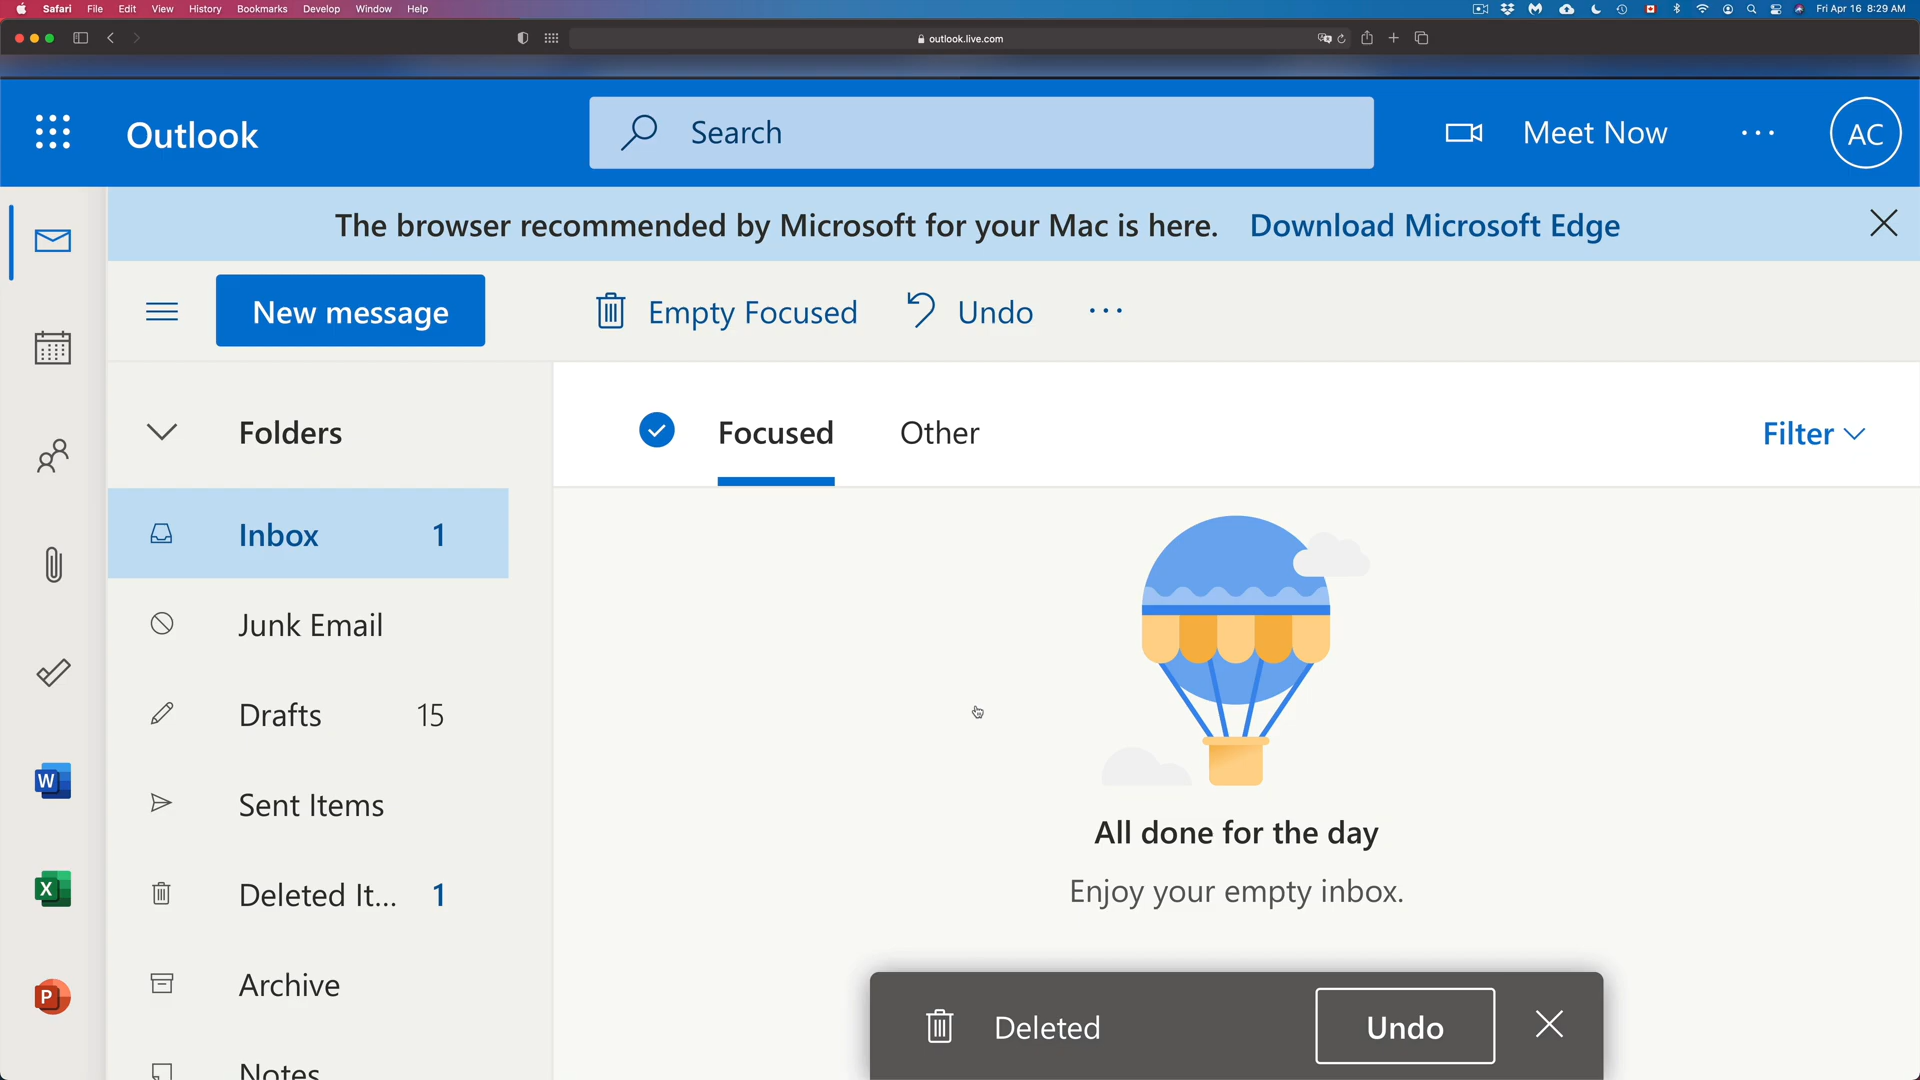 Safari File Edit View History Bookmarks Develop Window Help Fri Apr 16 8:29 AM
outlook.live.com
Outlook Search Meet Now AC
The browser recommended by Microsoft for your Mac is here. Download Microsoft Edge
New message Empty Focused Undo
Folders Focused Other Filter
Inbox 1
Junk Email
Drafts 15
W
Sent Items
All done for the day
X
Deleted It... 1
Enjoy your empty inbox.
Archive
P
Deleted Undo
Notes